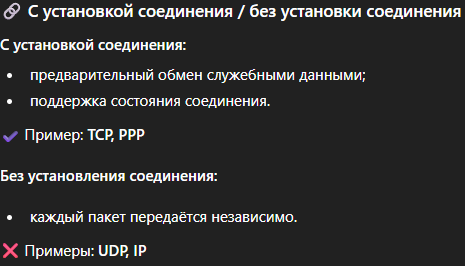 🔗 С установкой соединения / без установки соединения
С установкой соединения:
• предварительный обмен служебными данными;
• поддержка состояния соединения.
✔ Пример: TCP, PPP
Без установления соединения:
• каждый пакет передаётся независимо.
❌ Примеры: UDP, IP